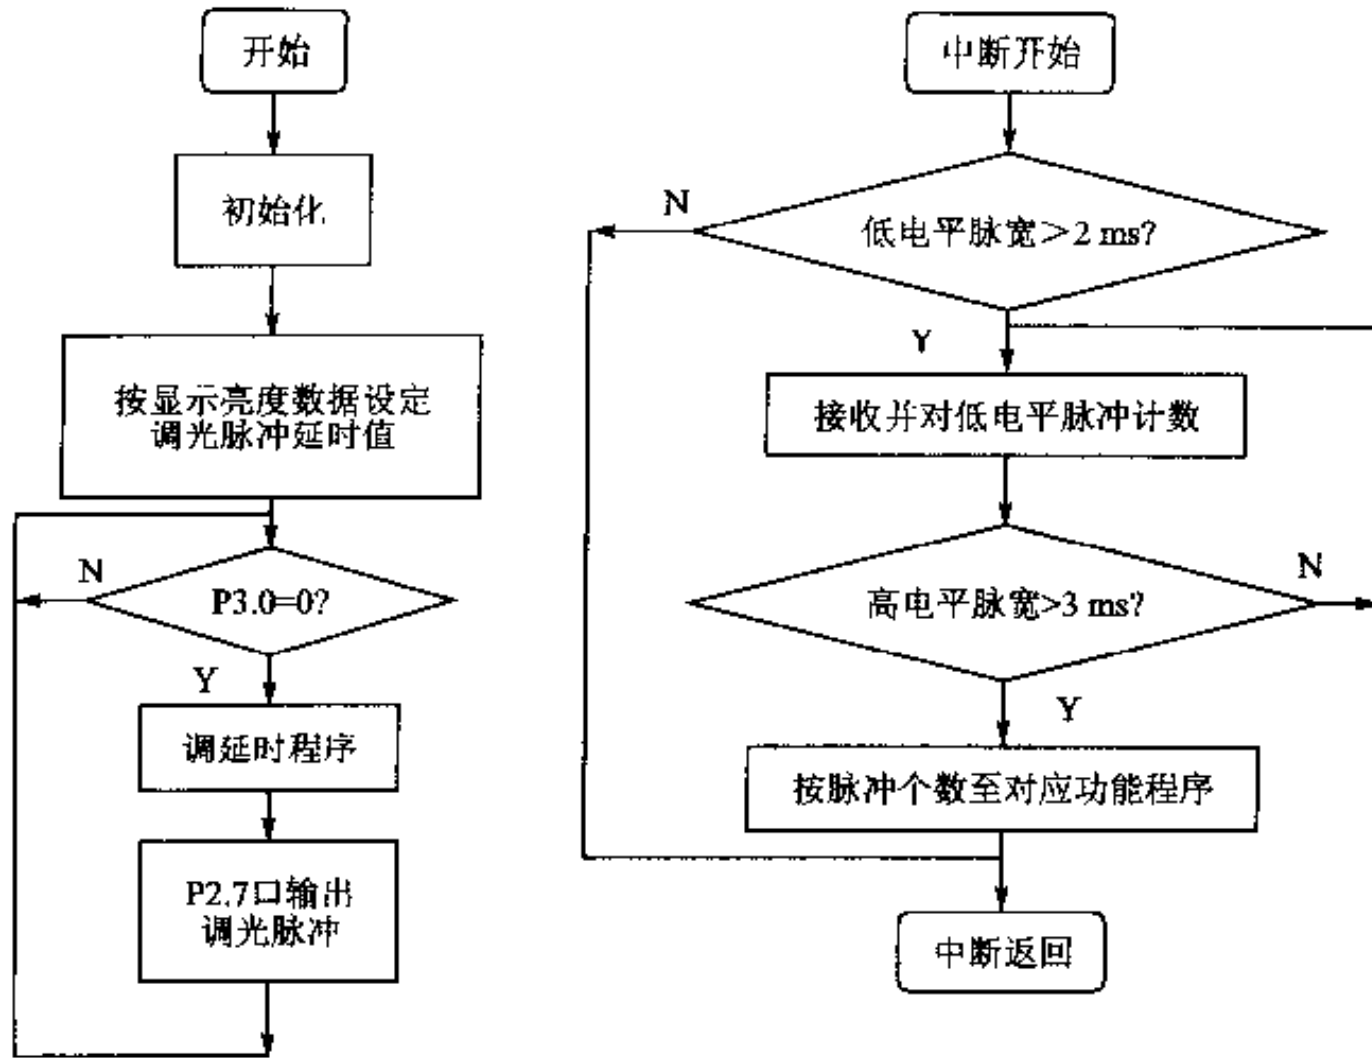 开始
初始化
按显示亮度数据设定
调光脉冲延时值
N
P3.0=0?
Y
调延时程序
P2.7口输出
调光脉冲
中断开始
N
低电平脉宽>2 ms?
Y
接收并对低电平脉冲计数
N
高电平脉宽>3 ms?
Y
按脉冲个数至对应功能程序
中断返回